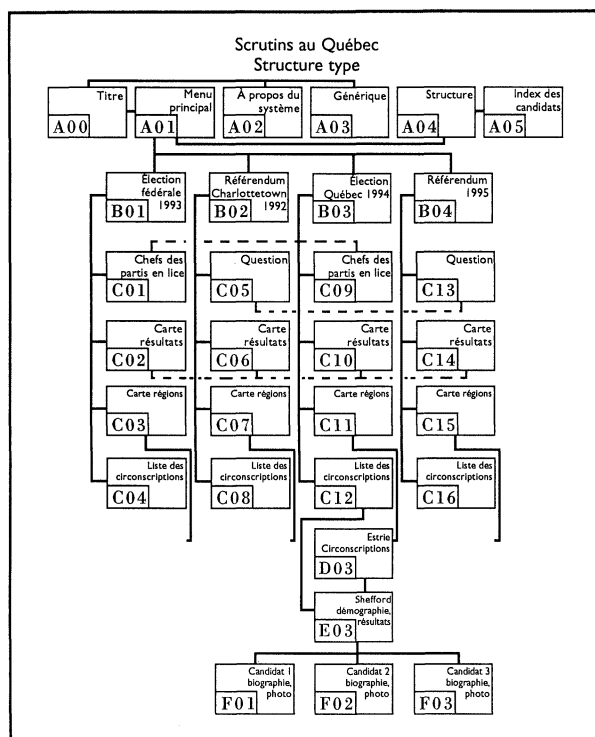 Scrutins au Québec
Structure type
Titre
A00
Menu
principal
A01
À propos du
système
A02
Générique
A03
Structure
A04
Index des
candidats
A05
Élection
fédérale
1993
B01
Référendum
Charlottetown
1992
B02
Élection
Québec 1994
B03
Référendum
1995
B04
Chefs des
partis en lice
C01
Question
C05
Chefs des
partis en lice
C09
Question
C13
Carte
résultats
C02
Carte
résultats
C06
Carte
résultats
C10
Carte
résultats
C14
Carte régions
C03
Carte régions
C07
Carte régions
C11
Carte régions
C15
Liste des
circonscriptions
C04
Liste des
circonscriptions
C08
Liste des
circonscriptions
C12
Liste des
circonscriptions
C16
Estrie
Circonscriptions
D03
Shefford
démographie,
résultats
E03
Candidat 1
biographie,
photo
F01
Candidat 2
biographie,
photo
F02
Candidat 3
biographie,
photo
F03